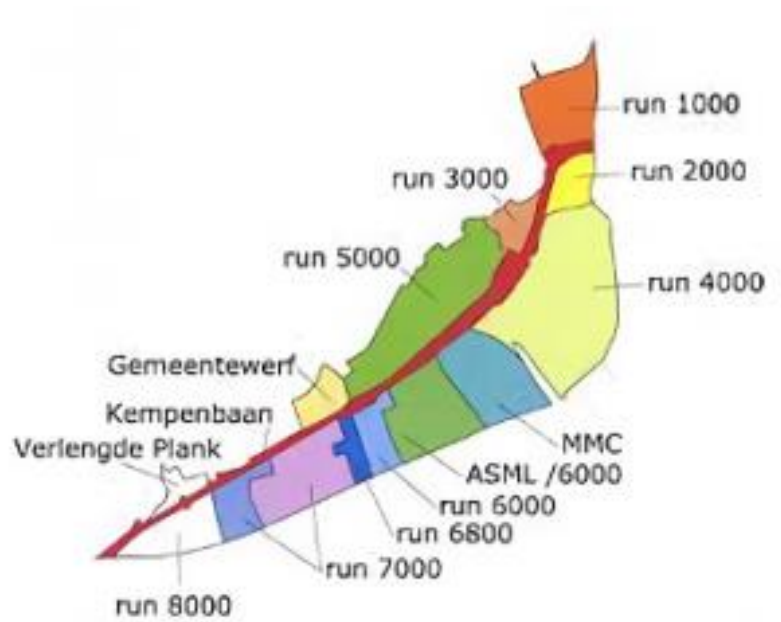 run 1000
run 2000
run 3000
run 5000
run 4000
Gemeentewerf
Kempenbaan
Verlengde Plank
MMC
ASML /6000
run 6000
run 6800
run 7000
run 8000